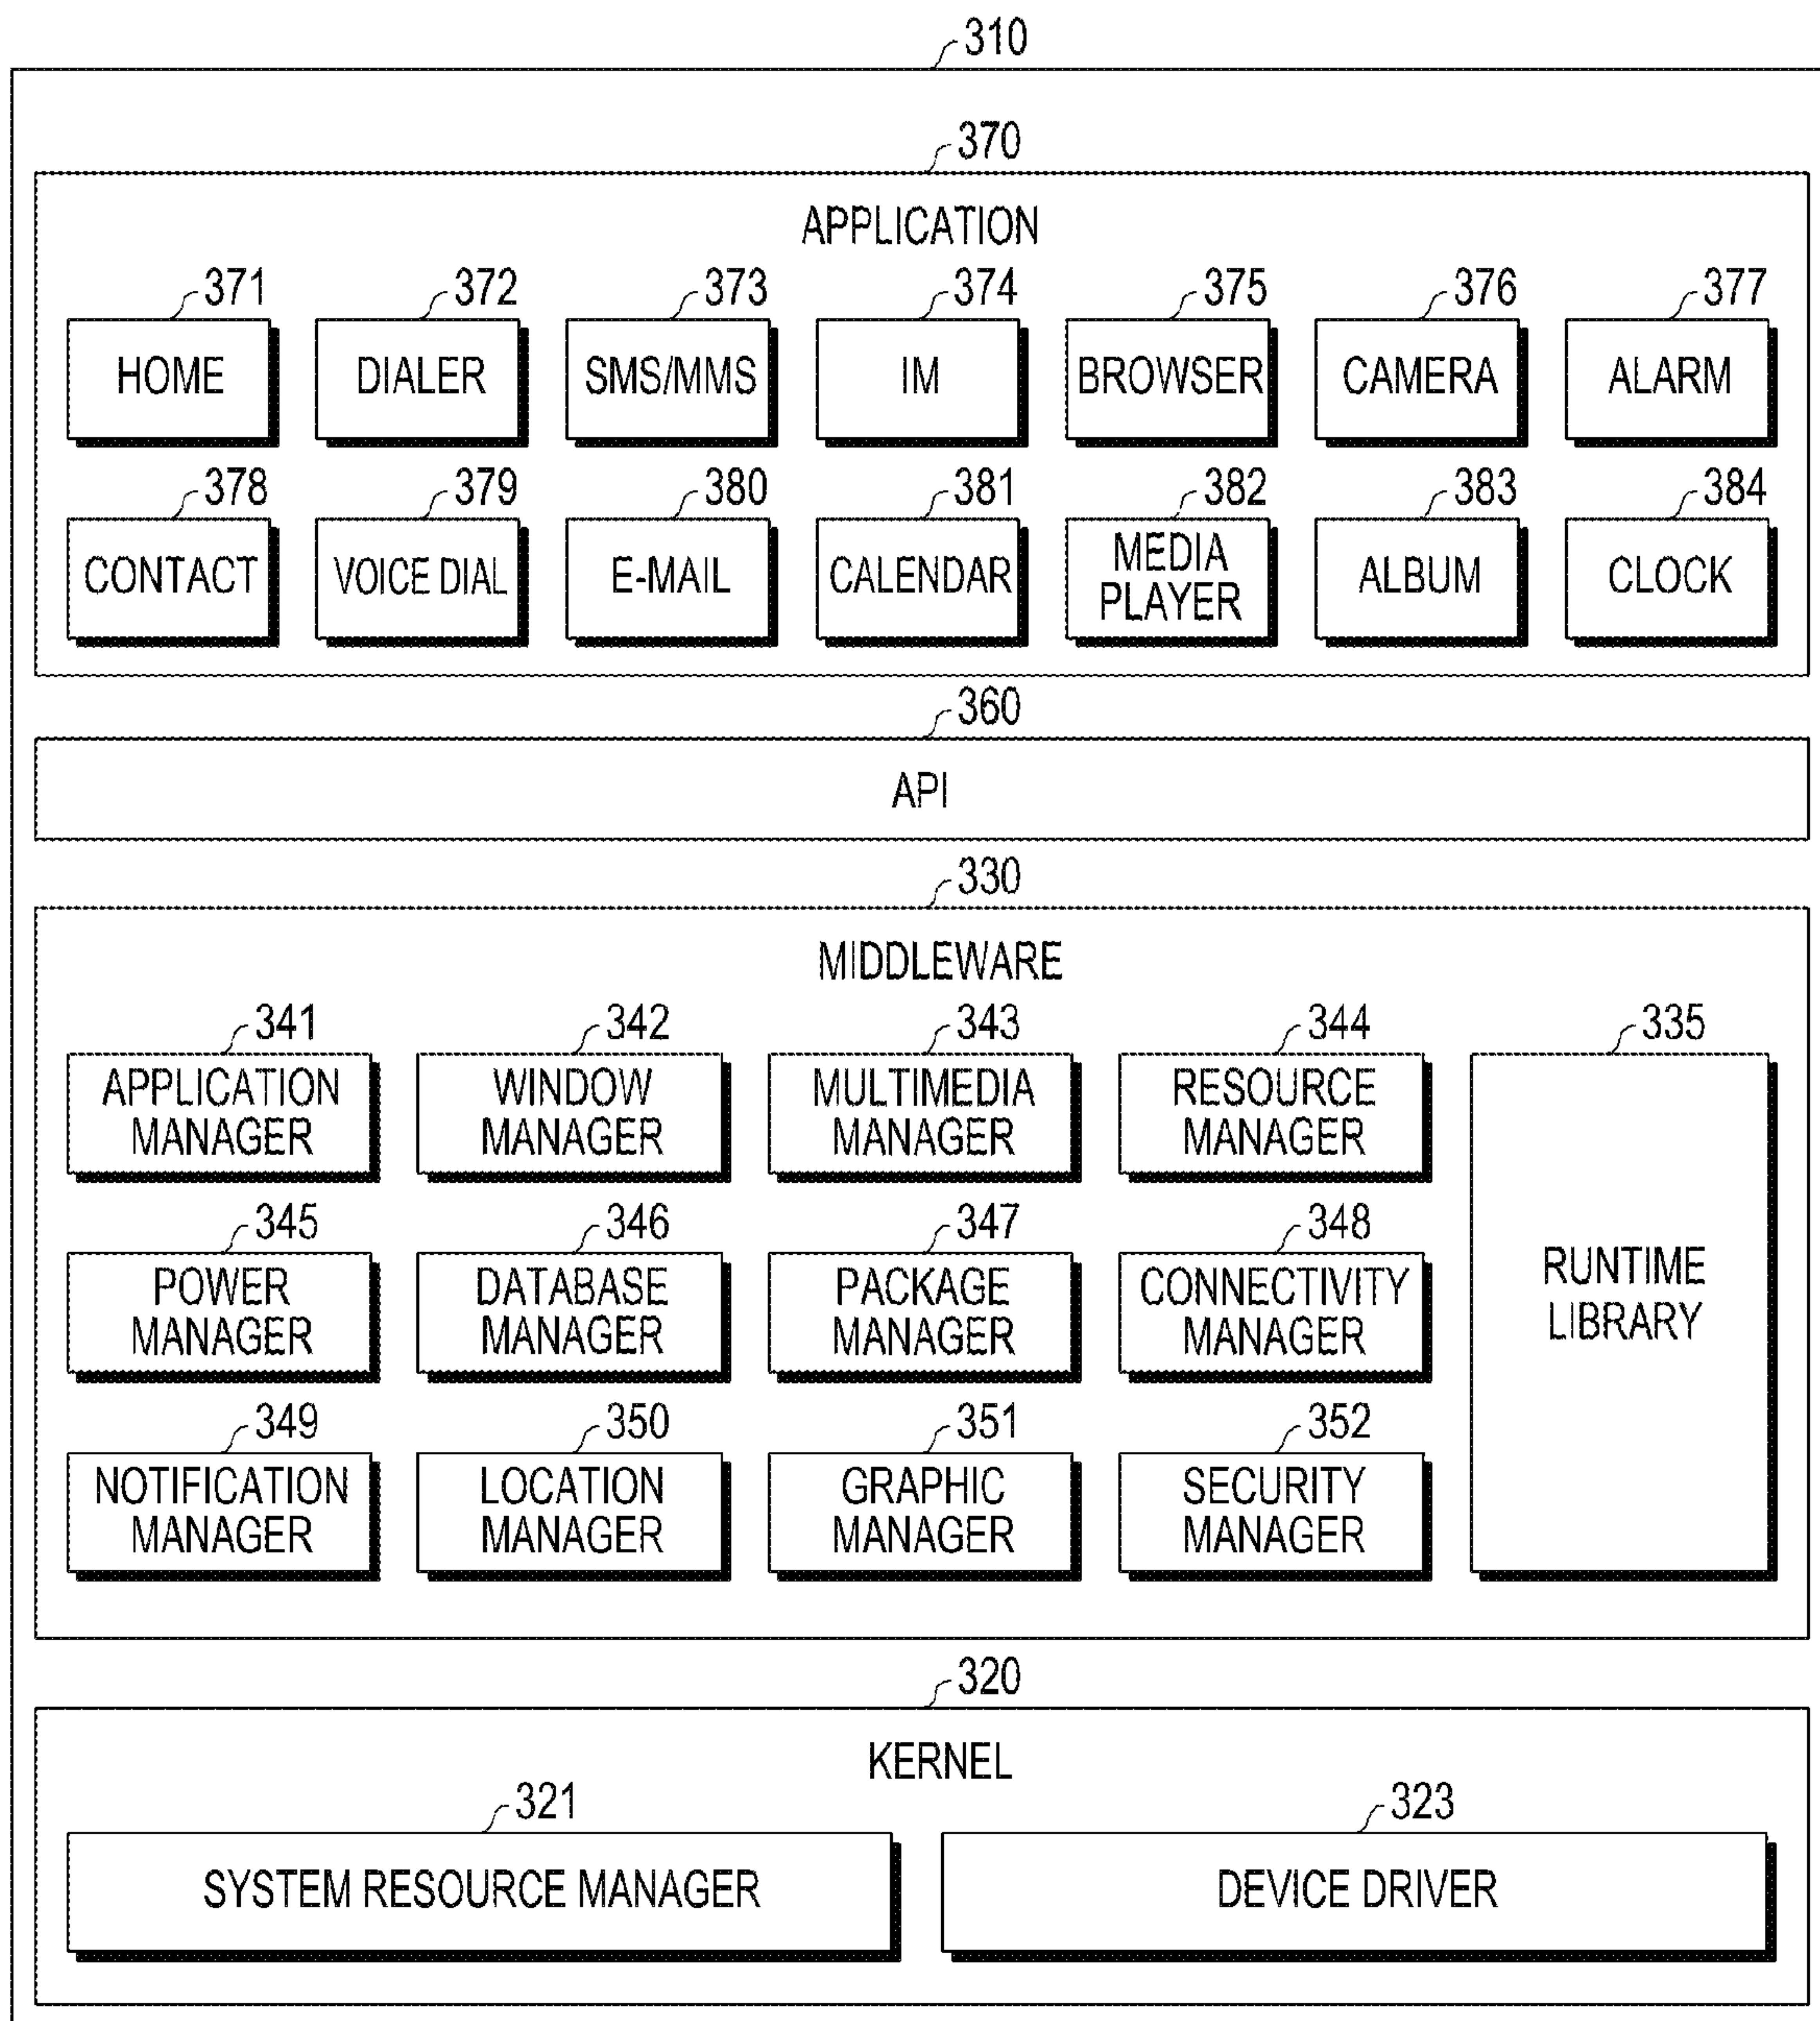 310
370
APPLICATION
371 372 373 374 375 376 377
HOME DIALER SMS/MMS IM BROWSER CAMERA ALARM
378 379 380 381 382 383 384
CONTACT VOICE DIAL E-MAIL CALENDAR MEDIA PLAYER ALBUM CLOCK
360
API
330
MIDDLEWARE
341 342 343 344 335
APPLICATION MANAGER WINDOW MANAGER MULTIMEDIA MANAGER RESOURCE MANAGER
345 346 347 348
POWER MANAGER DATABASE MANAGER PACKAGE MANAGER CONNECTIVITY MANAGER RUNTIME LIBRARY
349 350 351 352
NOTIFICATION MANAGER LOCATION MANAGER GRAPHIC MANAGER SECURITY MANAGER
320
KERNEL
321 323
SYSTEM RESOURCE MANAGER DEVICE DRIVER